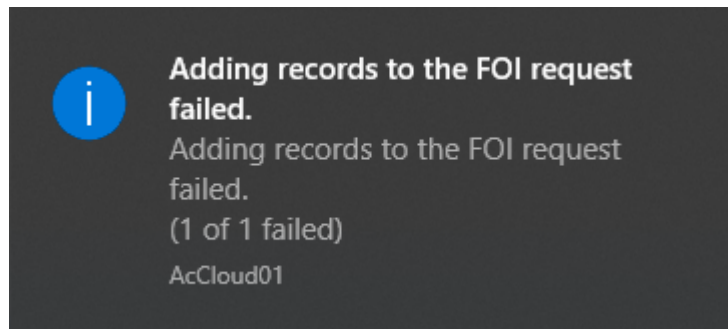 Adding records to the FOI request
failed.
Adding records to the FOI request
failed.
(1 of 1 failed)
AcCloud01